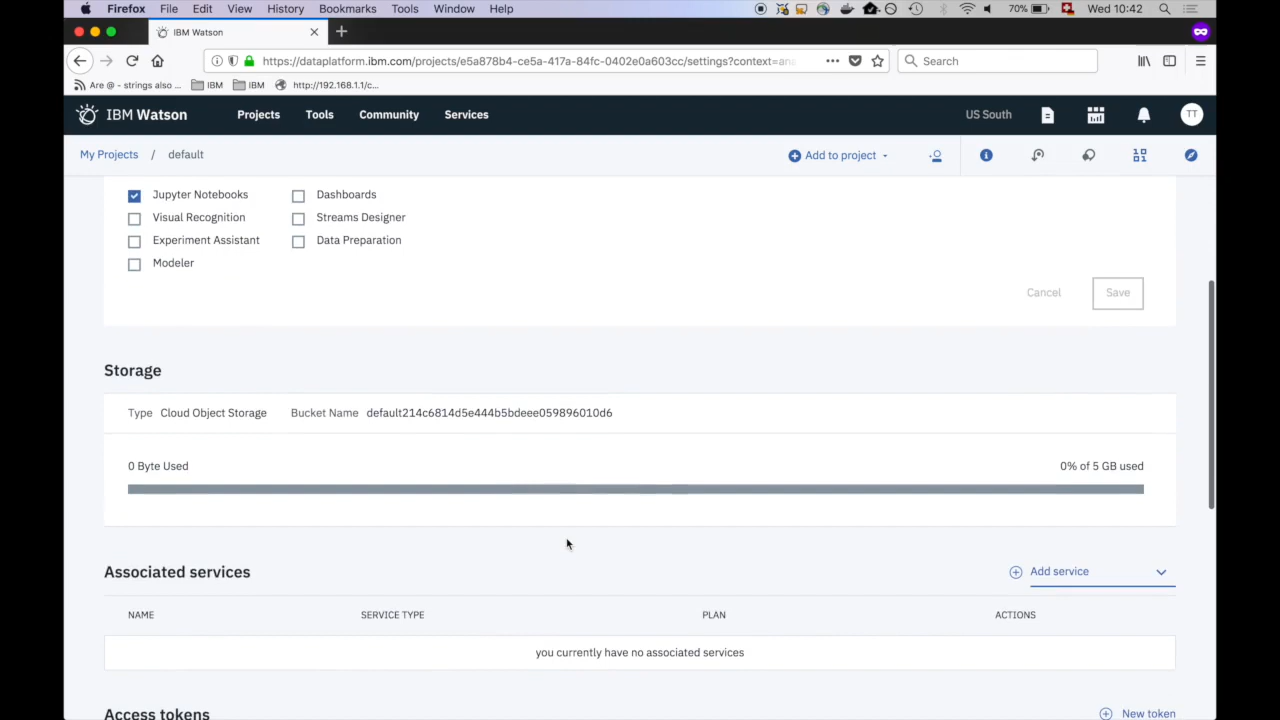 Firefox File Edit View History Bookmarks Tools Window Help 70% Wed 10:42
IBM Watson
https://dataplatform.ibm.com/projects/e5a878b4-ce5a-417a-84fc-0402e0a603cc/settings?context=ana Search
Are @ - strings also ... IBM IBM http://192.168.1.1/c...
IBM Watson Projects Tools Community Services US South TT
My Projects / default Add to project
Jupyter Notebooks Dashboards
Visual Recognition Streams Designer
Experiment Assistant Data Preparation
Modeler
Cancel Save
Storage
Type Cloud Object Storage Bucket Name default214c6814d5e444b5bdeee059896010d6
0 Byte Used 0% of 5 GB used
Associated services Add service
NAME SERVICE TYPE PLAN ACTIONS
you currently have no associated services
Access tokens New token